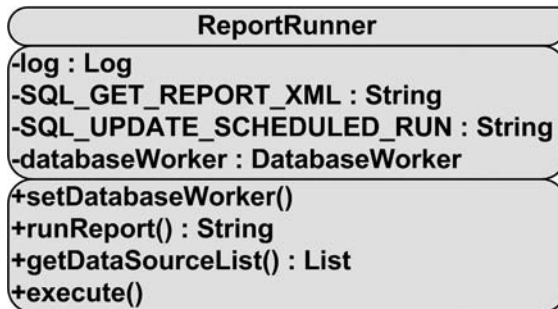 ReportRunner
-log : Log
-SQL_GET_REPORT_XML : String
-SQL_UPDATE_SCHEDULED_RUN : String
-databaseWorker : DatabaseWorker
+setDatabaseWorker()
+runReport() : String
+getDataSourceList() : List
+execute()